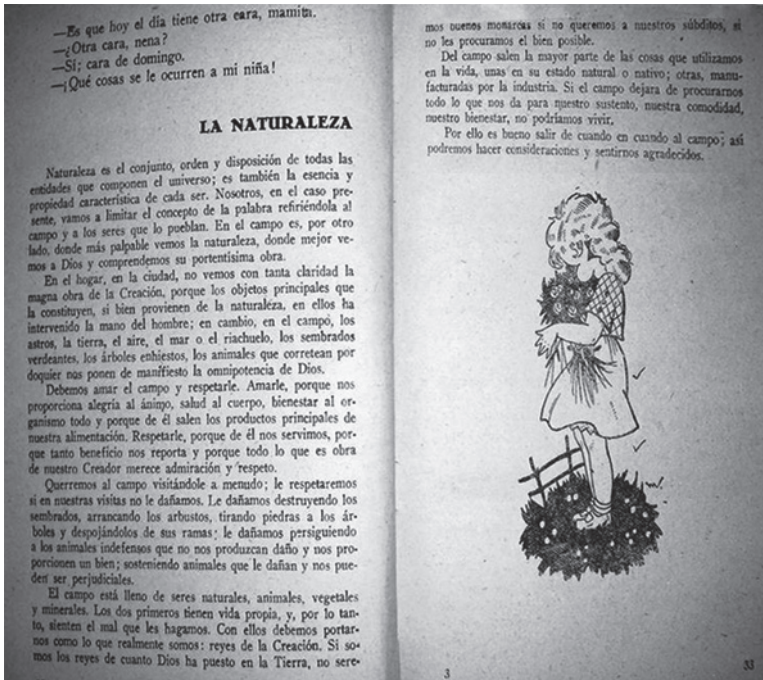 —Es que hoy el día tiene otra cara, mamita.
—¿Otra cara, nena?
—Sí; cara de domingo.
—¡Qué cosas se le ocurren a mi niña!
LA NATURALEZA
Naturaleza es el conjunto, orden y disposición de todas las
entidades que componen el universo; es también la esencia y
propiedad característica de cada ser. Nosotros, en el caso pre-
sente, vamos a limitar el concepto de la palabra refiriéndola al
campo y a los seres que lo pueblan. En el campo es, por otro
lado, donde más palpable vemos la naturaleza, donde mejor ve-
mos a Dios y comprendemos su portentísima obra.
En el hogar, en la ciudad, no vemos con tanta claridad la
magna obra de la Creación, porque los objetos principales que
la constituyen, si bien provienen de la naturaleza, en ellos ha
intervenido la mano del hombre; en cambio, en el campo, los
astros, la tierra, el aire, el mar o el riachuelo, los sembrados
verdeantes, los árboles enhiestos, los animales que corretean por
doquier nos ponen de manifiesto la omnipotencia de Dios.
Debemos amar el campo y respetarle. Amarle, porque nos
proporciona alegría al ánimo, salud al cuerpo, bienestar al or-
ganismo todo y porque de él salen los productos principales de
nuestra alimentación. Respetarle, porque de él nos servimos, por-
que tanto beneficio nos reporta y porque todo lo que es obra
de nuestro Creador merece admiración y respeto.
Querremos al campo visitándole a menudo; le respetaremos
si en nuestras visitas no le dañamos. Le dañamos destruyendo los
sembrados, arrancando los arbustos, tirando piedras a los ár-
boles y despojándolos de sus ramas; le dañamos persiguiendo
a los animales indefensos que no nos produzcan daño y nos pro-
porcionen un bien; sosteniendo animales que le dañan y nos pue-
den ser perjudiciales.
El campo está lleno de seres naturales, animales, vegetales
y minerales. Los dos primeros tienen vida propia, y, por lo tan-
to, sienten el mal que les hagamos. Con ellos debemos portar-
nos como lo que realmente somos: reyes de la Creación. Si so-
mos los reyes de cuanto Dios ha puesto en la Tierra, no sere-
mos buenos monarcas si no queremos a nuestros súbditos, si
no les procuramos el bien posible.
Del campo salen la mayor parte de las cosas que utilizamos
en la vida, unas en su estado natural o nativo; otras, manu-
facturadas por la industria. Si el campo dejara de procurarnos
todo lo que nos da para nuestro sustento, nuestra comodidad,
nuestro bienestar, no podríamos vivir.
Por ello es bueno salir de cuando en cuando al campo; así
podremos hacer consideraciones y sentirnos agradecidos.
3
33